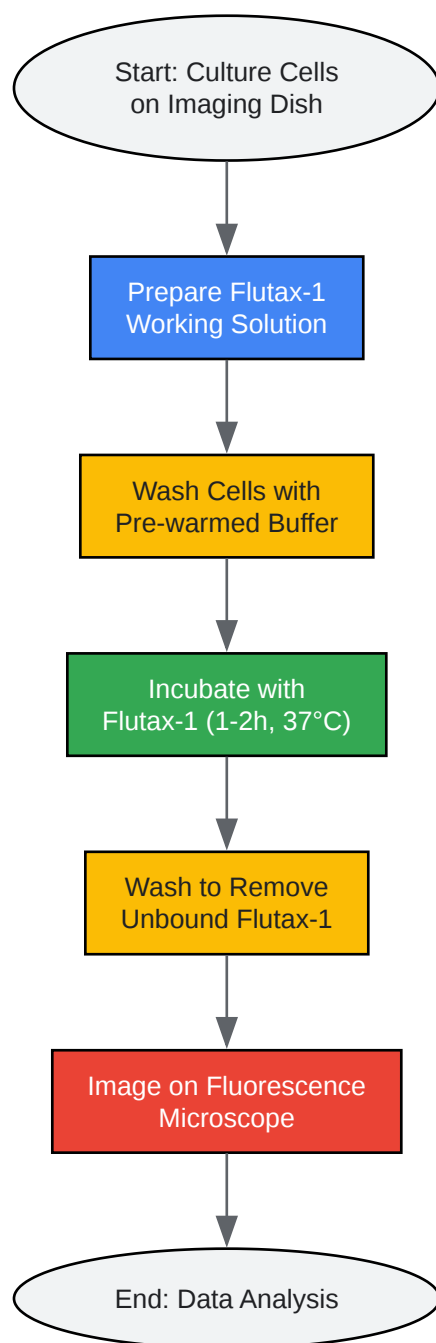 Start: Culture Cells
on Imaging Dish
Prepare Flutax-1
Working Solution
Wash Cells with
Pre-warmed Buffer
Incubate with
Flutax-1 (1-2h, 37°C)
Wash to Remove
Unbound Flutax-1
Image on Fluorescence
Microscope
End: Data Analysis